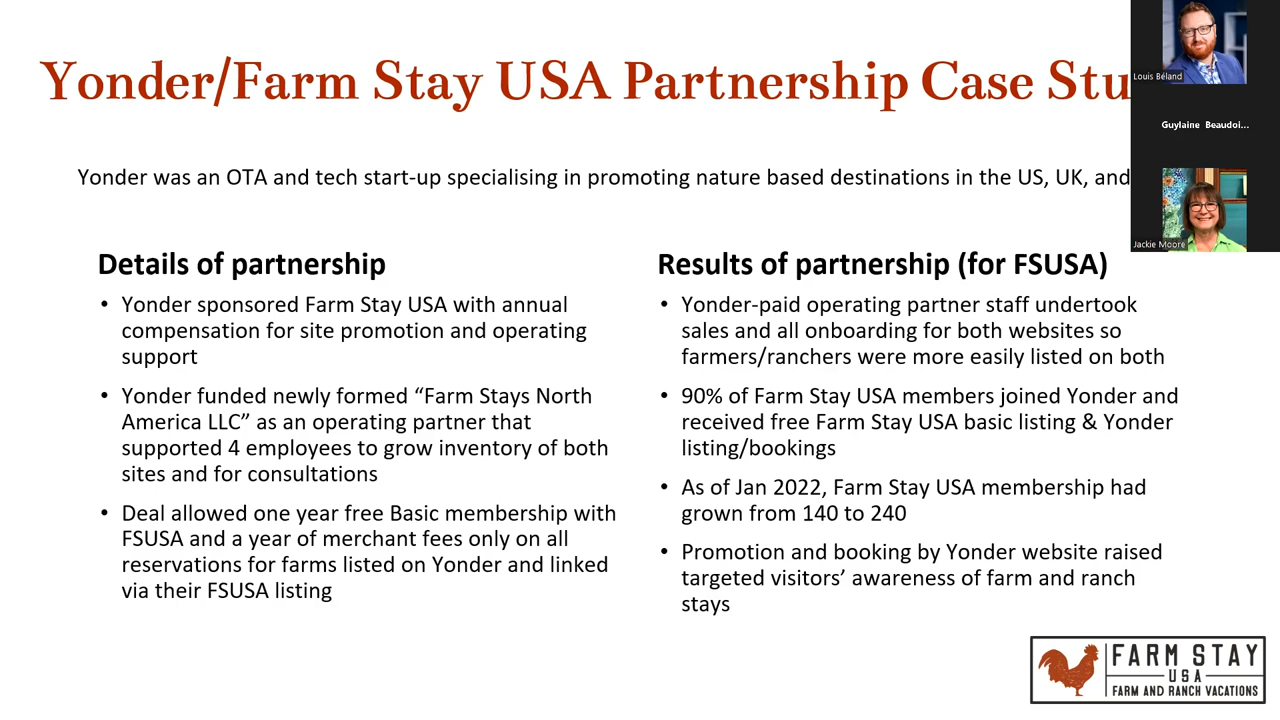 Yonder/Farm Stay USA Partnership Case Stu
Yonder was an OTA and tech start-up specialising in promoting nature based destinations in the US, UK, and
Details of partnership
• Yonder sponsored Farm Stay USA with annual
compensation for site promotion and operating
support
• Yonder funded newly formed “Farm Stays North
America LLC” as an operating partner that
supported 4 employees to grow inventory of both
sites and for consultations
• Deal allowed one year free Basic membership with
FSUSA and a year of merchant fees only on all
reservations for farms listed on Yonder and linked
via their FSUSA listing
Results of partnership (for FSUSA)
• Yonder-paid operating partner staff undertook
sales and all onboarding for both websites so
farmers/ranchers were more easily listed on both
• 90% of Farm Stay USA members joined Yonder and
received free Farm Stay USA basic listing & Yonder
listing/bookings
• As of Jan 2022, Farm Stay USA membership had
grown from 140 to 240
• Promotion and booking by Yonder website raised
targeted visitors’ awareness of farm and ranch
stays
Louis Béland
Guylaine Beaudoi...
Jackie Moore
FARM STAY
USA
FARM AND RANCH VACATIONS